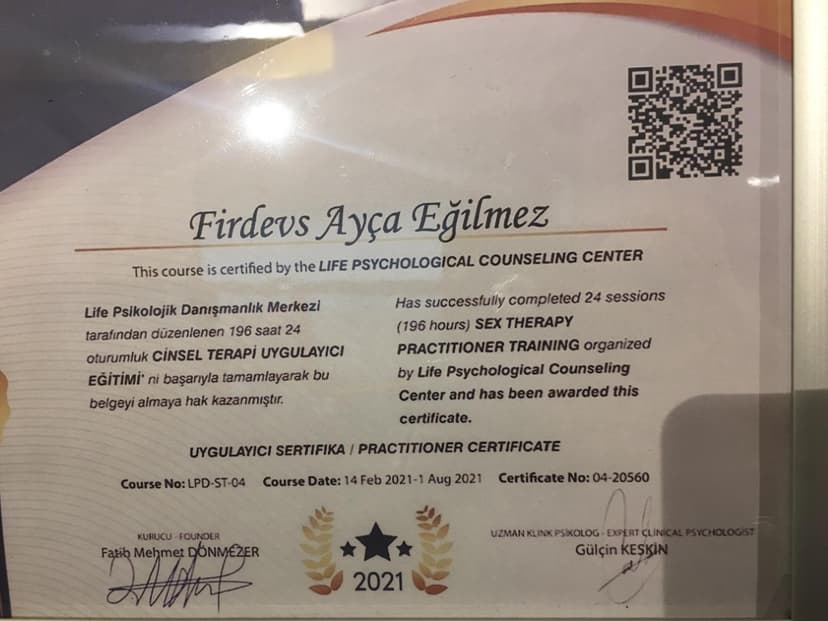 Firdevs Ayça Eğilmez
This course is certified by the LIFE PSYCHOLOGICAL COUNSELING CENTER
Life Psikolojik Danışmanlık Merkezi
tarafından düzenlenen 196 saat 24
oturumluk CİNSEL TERAPİ UYGULAYICI
EĞİTİMİ' ni başarıyla tamamlayarak bu
belgeyi almaya hak kazanmıştır.
Has successfully completed 24 sessions
(196 hours) SEX THERAPY
PRACTITIONER TRAINING organized
by Life Psychological Counseling
Center and has been awarded this
certificate.
UYGULAYICI SERTIFIKA / PRACTITIONER CERTIFICATE
Course No: LPD-ST-04 Course Date: 14 Feb 2021-1 Aug 2021 Certificate No: 04-20560
KURUCU - FOUNDER
Fatih Mehmet DÖNMEZER
2021
UZMAN KLINK PSİKOLOG - EXPERT CLINICAL PSYCHOLOGIST
Gülçin KESKİN